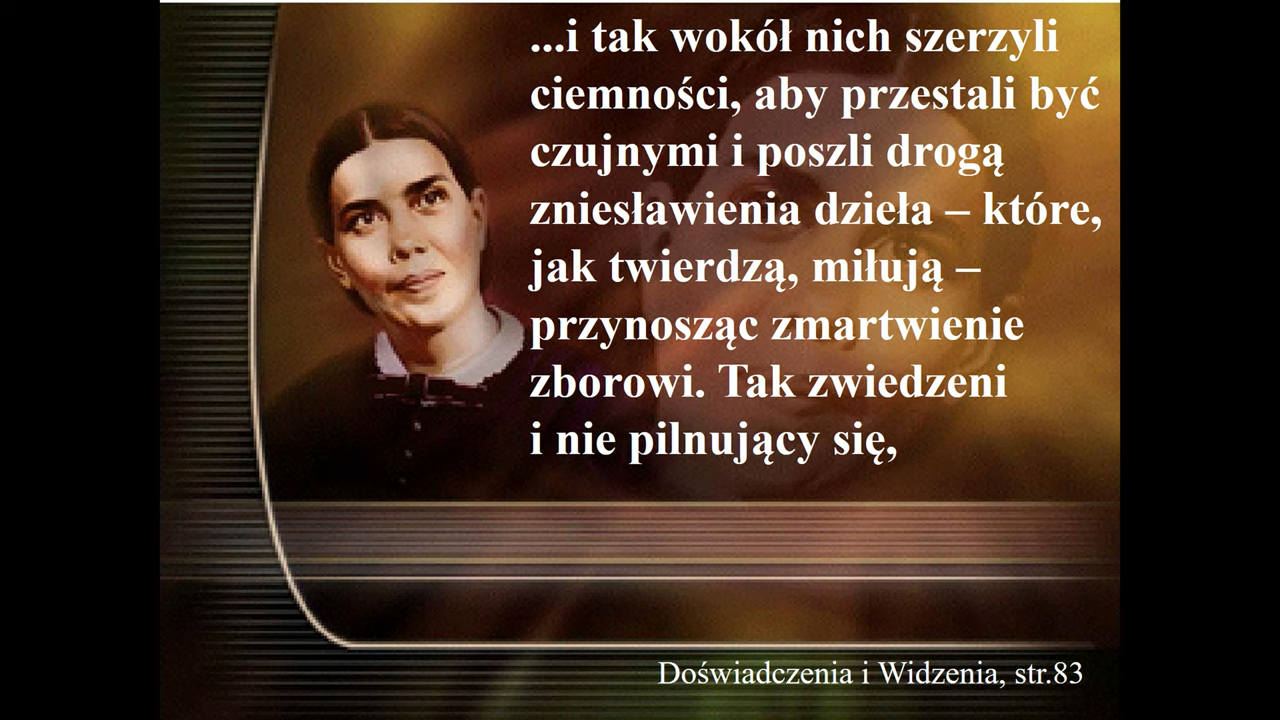 ...i tak wokół nich szerzyli
ciemności, aby przestali być
czujnymi i poszli drogą
zniesławienia dzieła – które,
jak twierdzą, miłują –
przynosząc zmartwienie
zborowi. Tak zwiedzeni
i nie pilnujący się,
Doświadczenia i Widzenia, str.83